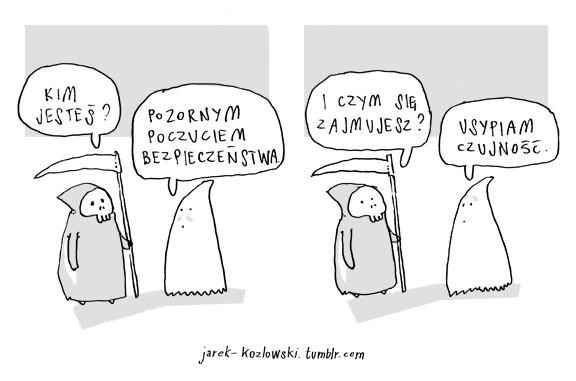 KIM
JESTEŚ?
POZORNYM
POCZUCIEM
BEZPIECZEŃSTWA.
I CZYM SIĘ
ZAJMUJESZ?
USYPIAM
CZUJNOŚĆ.
jarek-kozlowski.tumblr.com